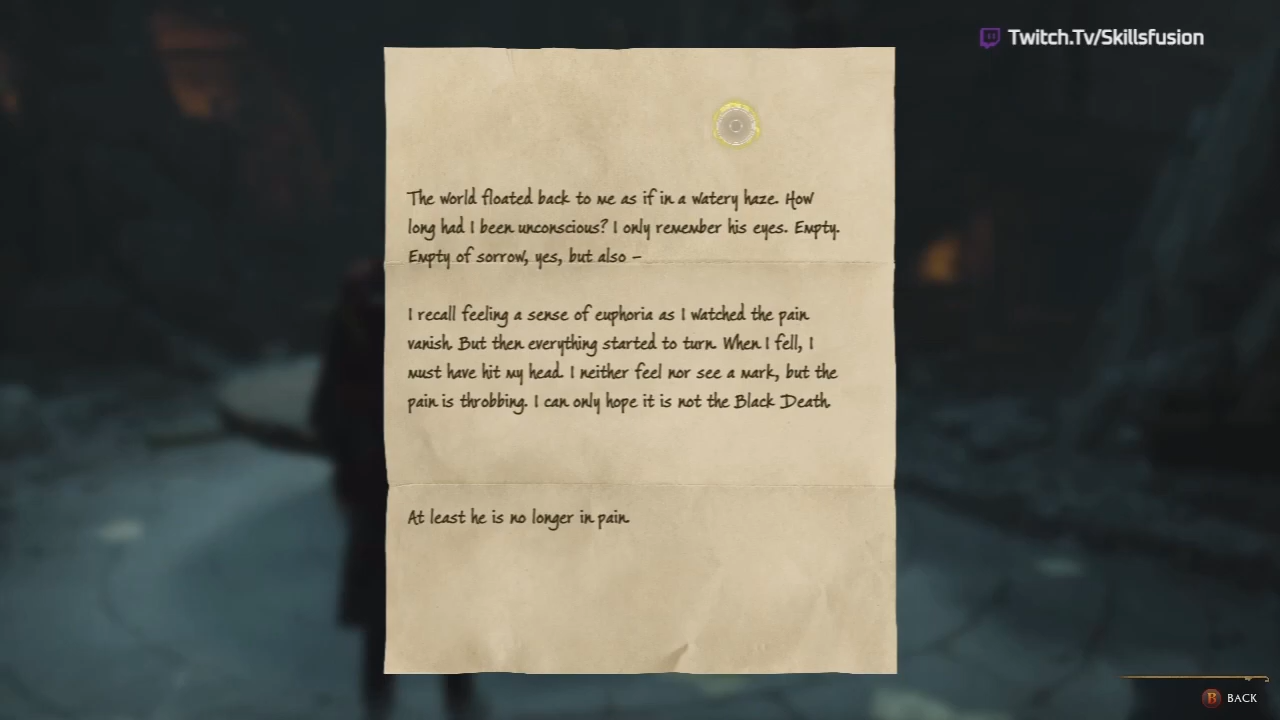 Twitch.Tv/Skillsfusion
The world floated back to me as if in a watery haze. How
long had I been unconscious? I only remember his eyes. Empty.
Empty of sorrow, yes, but also –
I recall feeling a sense of euphoria as I watched the pain
vanish. But then everything started to turn. When I fell, I
must have hit my head. I neither feel nor see a mark, but the
pain is throbbing. I can only hope it is not the Black Death.
At least he is no longer in pain.
B BACK